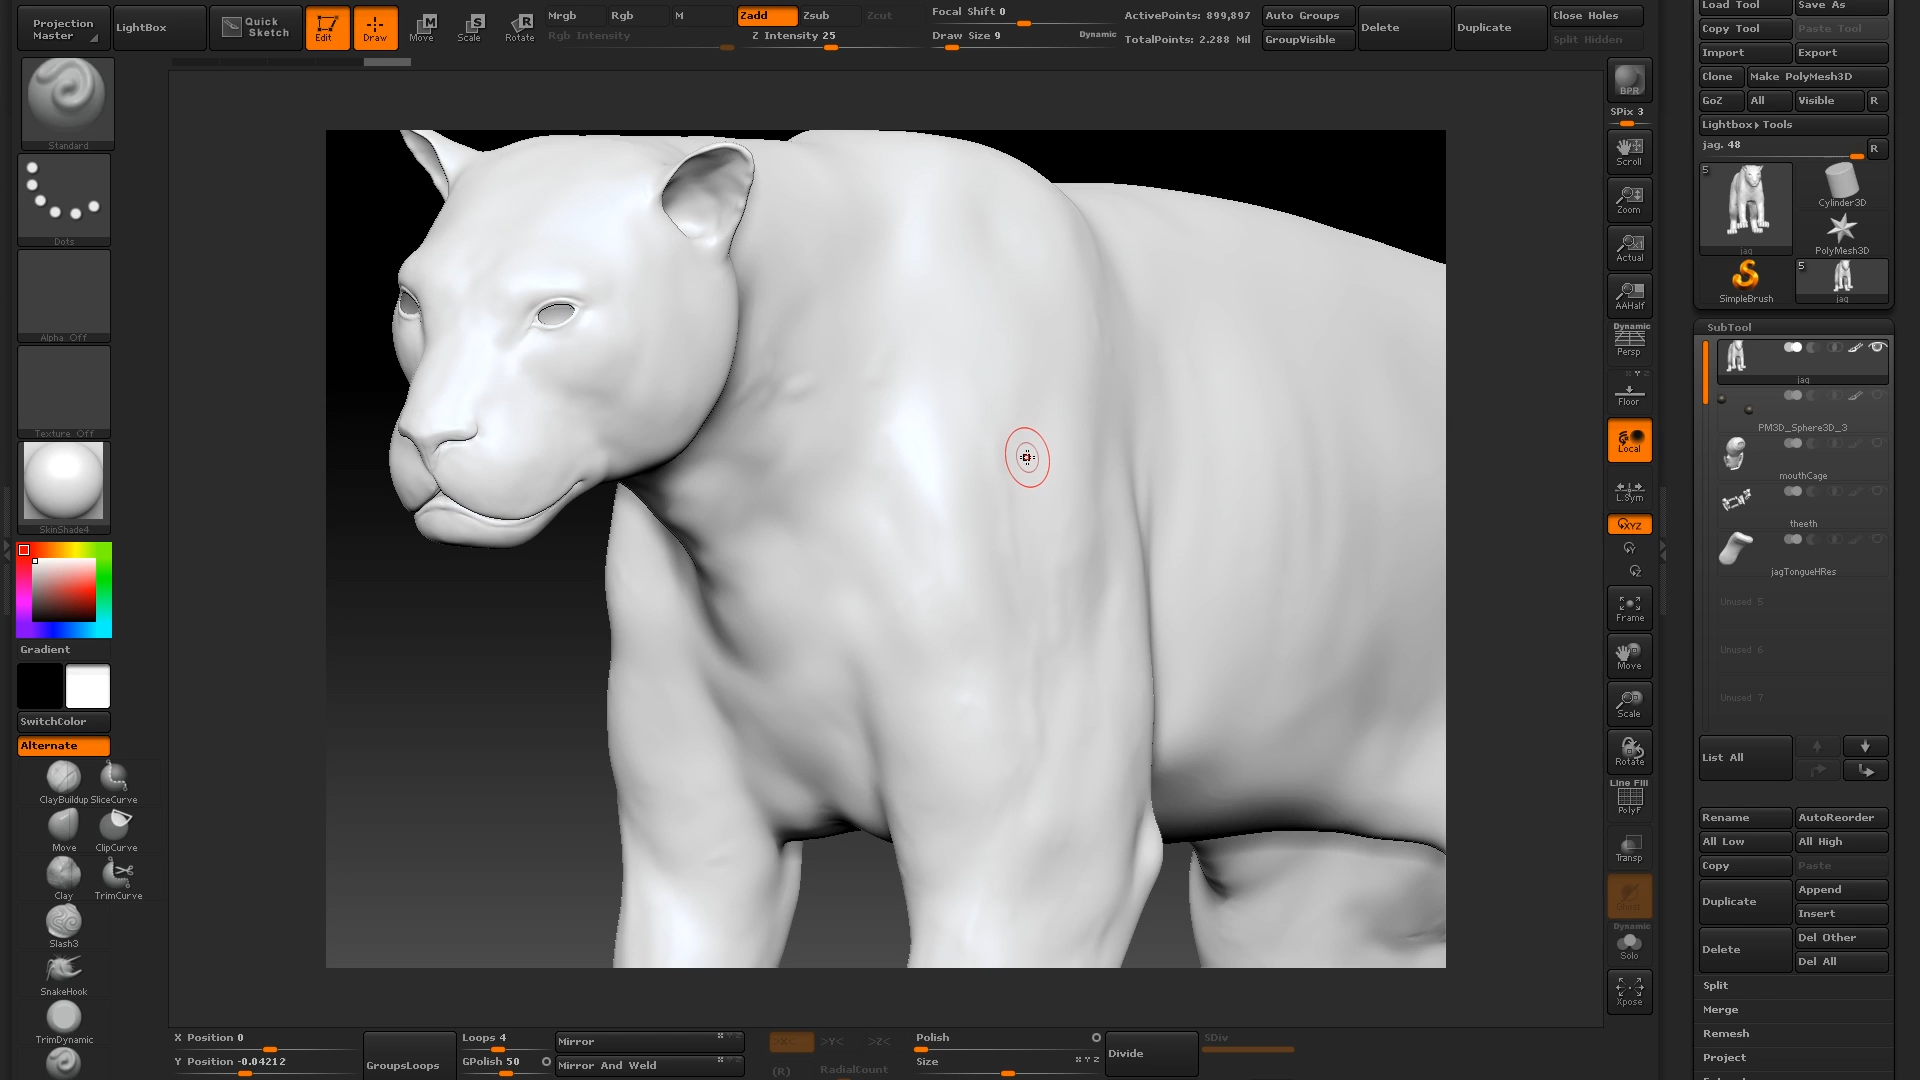 Projection
Master
LightBox
Quick
Sketch
Edit
Draw
Move
Scale
Rotate
Mrgb
Rgb
M
Zadd
Zsub
Zcut
Rgb Intensity
Z Intensity 25
Focal Shift 0
Draw Size 9
Dynamic
ActivePoints: 899,897
TotalPoints: 2.288 Mil
Auto Groups
GroupVisible
Delete
Duplicate
Close Holes
Split Hidden
Load Tool
Save As
Copy Tool
Paste Tool
Import
Export
Clone
Make PolyMesh3D
GoZ
All
Visible
R
Lightbox▸Tools
jag. 48
R
5
jag
Cylinder3D
PolyMesh3D
SimpleBrush
5
jag
Standard
Dots
Alpha Off
Texture Off
SkinShade4
Gradient
SwitchColor
Alternate
ClayBuildup
SliceCurve
Move
ClipCurve
Clay
TrimCurve
Slash3
SnakeHook
TrimDynamic
BPR
SPix 3
Scroll
Zoom
Actual
AAHalf
Dynamic
Persp
Floor
Local
L.Sym
XYZ
Y
Z
Frame
Move
Scale
Rotate
Line Fill
PolyF
Transp
Ghost
Dynamic
Solo
Xpose
SubTool
jag
PM3D_Sphere3D_3
mouthCage
theeth
jagTongueHRes
Unused 5
Unused 6
Unused 7
List All
Rename
AutoReorder
All Low
All High
Copy
Paste
Duplicate
Append
Insert
Delete
Del Other
Del All
Split
Merge
Remesh
Project
X Position 0
Y Position -0.04212
GroupsLoops
Loops 4
GPolish 50
Mirror
Mirror And Weld
>X<
>Y<
>Z<
(R)
RadialCount
Polish
Size
X Y Z
Divide
SDiv